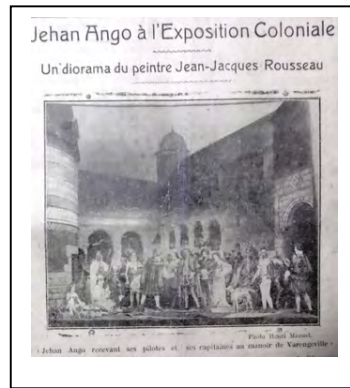 Jehan Ango à l'Exposition Coloniale
Un diorama du peintre Jean-Jacques Rousseau
Photo Henri Manuel.
« Jehan Ango recevant ses pilotes et ses capitaines au manoir de Varengeville »